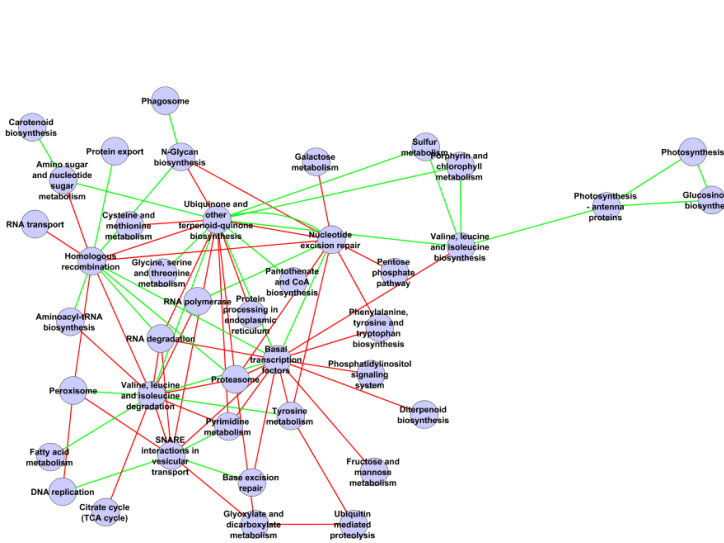 Phagosome
Carotenoid
biosynthesis
Protein export
N-Glycan
biosynthesis
Amino sugar
and nucleotide
sugar
metabolism
Galactose
metabolism
Sulfur
metabolism
Porphyrin and
chlorophyll
metabolism
Photosynthesis
Photosynthesis
- antenna
proteins
Glucosino
biosynthe
RNA transport
Cysteine and
methionine
metabolism
Ubiquinone and
other
terpenoid-quinone
biosynthesis
Nucleotide
excision repair
Valine, leucine
and isoleucine
biosynthesis
Homologous
recombination
Glycine, serine
and threonine
metabolism
Pantothenate
and CoA
biosynthesis
Pentose
phosphate
pathway
RNA polymerase
Protein
processing in
endoplasmic
reticulum
Aminoacyl-tRNA
biosynthesis
Phenylalanine,
tyrosine and
tryptophan
biosynthesis
RNA degradation
Basal
transcription
factors
Phosphatidylinositol
signaling
system
Peroxisome
Valine, leucine
and isoleucine
degradation
Proteasome
Pyrimidine
metabolism
Tyrosine
metabolism
Diterpenoid
biosynthesis
Fatty acid
metabolism
SNARE
interactions in
vesicular
transport
Fructose and
mannose
metabolism
DNA replication
Base excision
repair
Citrate cycle
(TCA cycle)
Glyoxylate and
dicarboxylate
metabolism
Ubiquitin
mediated
proteolysis